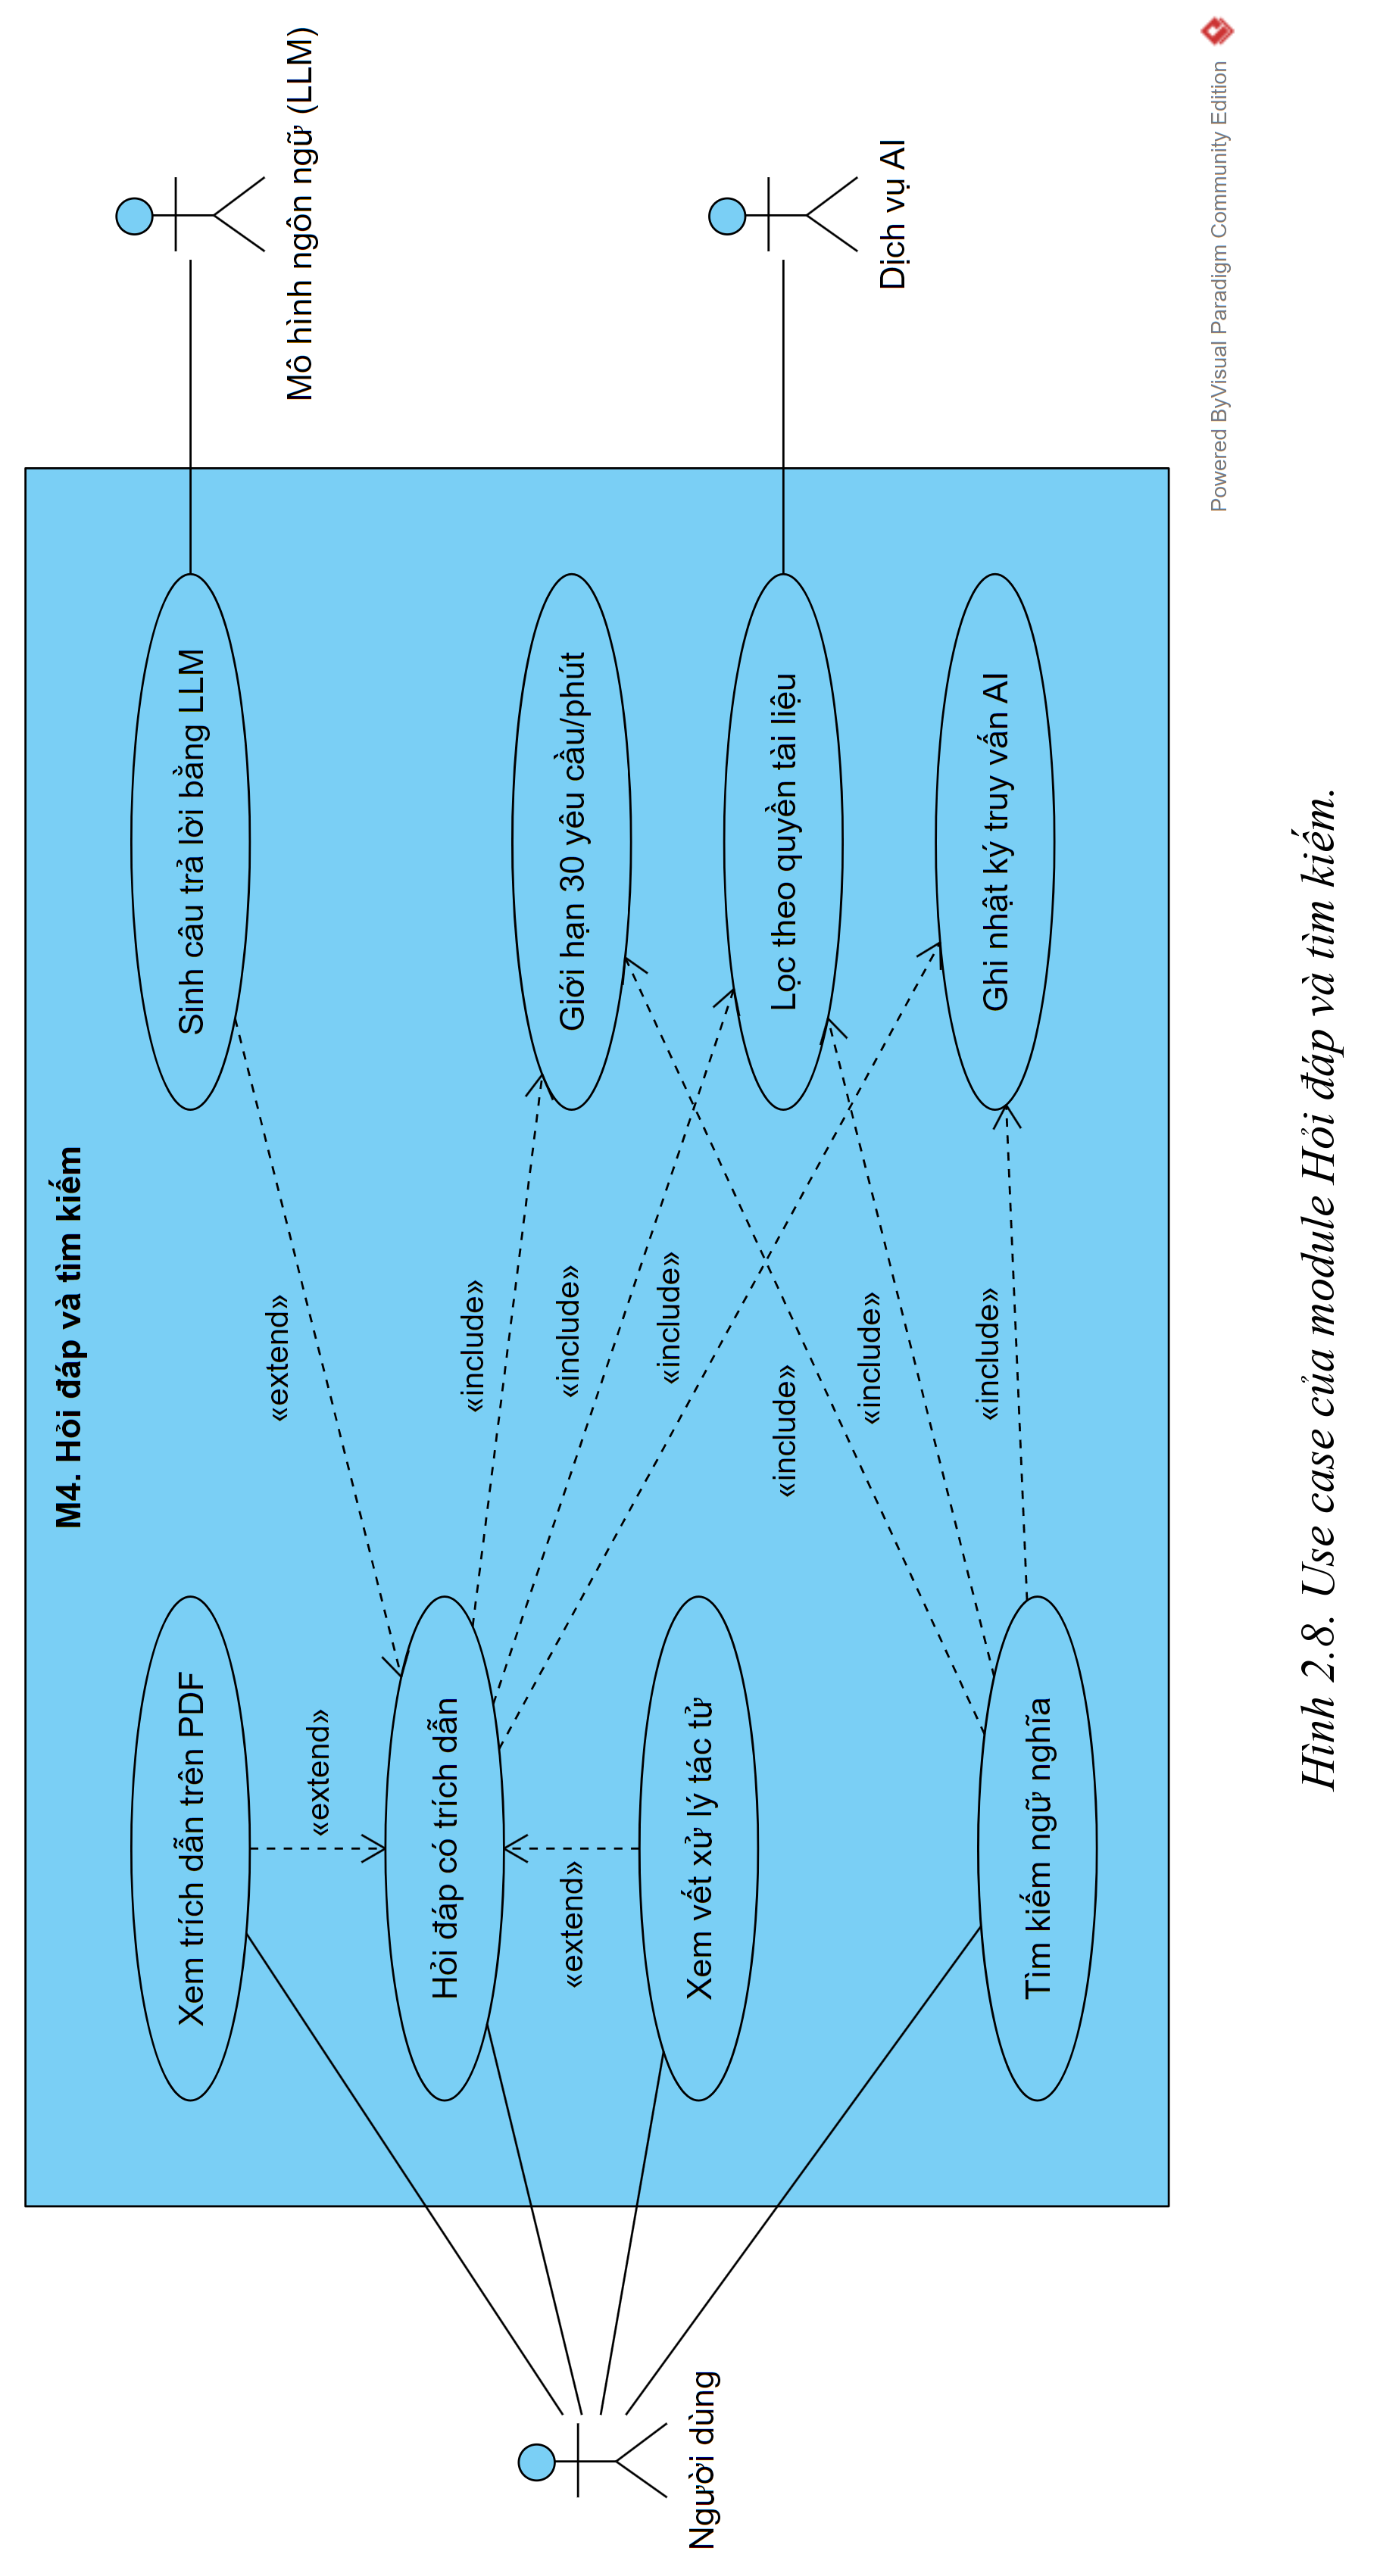 M4. Hỏi đáp và tìm kiếm
Xem trích dẫn trên PDF
Sinh câu trả lời bằng LLM
Mô hình ngôn ngữ (LLM)
«extend»
«extend»
Hỏi đáp có trích dẫn
«include»
Giới hạn 30 yêu cầu/phút
«extend»
«include»
«include»
Người dùng
Xem vết xử lý tác tử
«include»
Lọc theo quyền tài liệu
Dịch vụ AI
«include»
«include»
Tìm kiếm ngữ nghĩa
Ghi nhật ký truy vấn AI
Powered ByVisual Paradigm Community Edition
Hình 2.8. Use case của module Hỏi đáp và tìm kiếm.